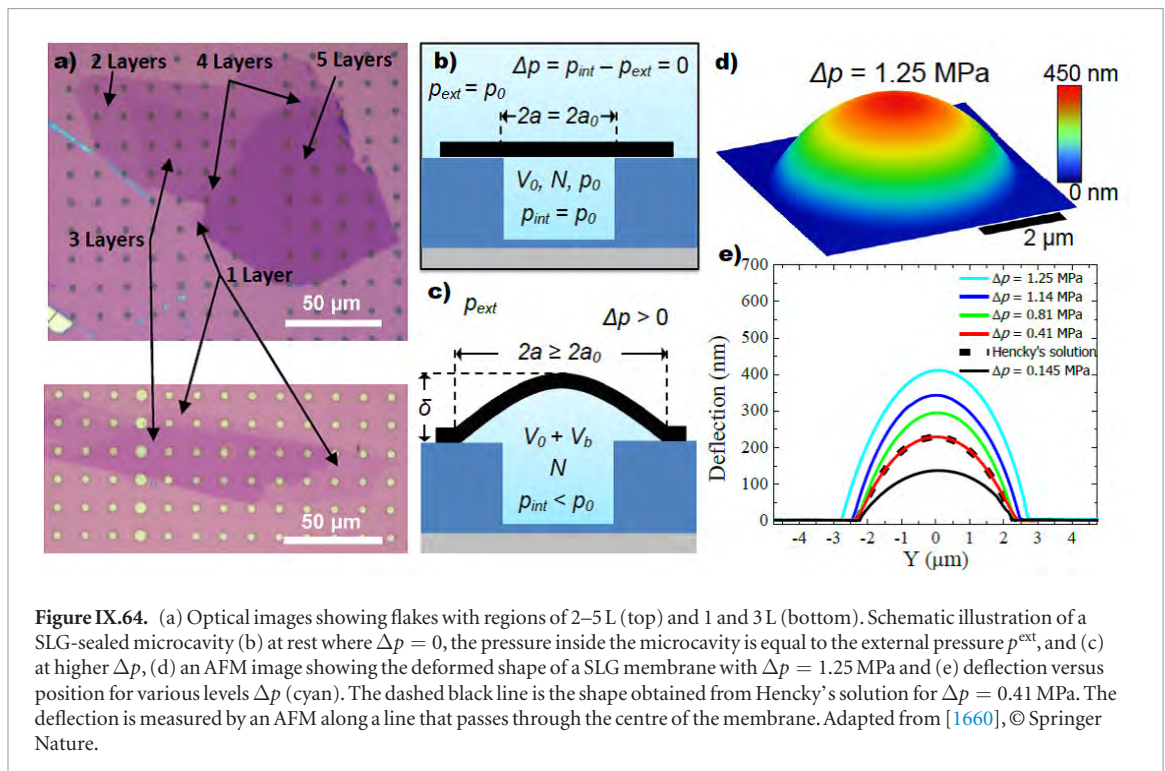 a)
2 Layers
4 Layers
5 Layers
3 Layers
1 Layer
50 µm
50 µm
b)
Δp = p_int – p_ext = 0
p_ext = p_0
2a = 2a_0
V_0, N, p_0
p_int = p_0
c)
p_ext
Δp > 0
2a ≥ 2a_0
δ
V_0 + V_b
N
p_int < p_0
d)
Δp = 1.25 MPa
450 nm
0 nm
2 µm
e)
700
600
500
400
300
200
100
0
Deflection (nm)
Δp = 1.25 MPa
Δp = 1.14 MPa
Δp = 0.81 MPa
Δp = 0.41 MPa
Hencky's solution
Δp = 0.145 MPa
-4 -3 -2 -1 0 1 2 3 4
Y (µm)
Figure IX.64. (a) Optical images showing flakes with regions of 2–5 L (top) and 1 and 3 L (bottom). Schematic illustration of a
SLG-sealed microcavity (b) at rest where Δp = 0, the pressure inside the microcavity is equal to the external pressure p^ext, and (c)
at higher Δp, (d) an AFM image showing the deformed shape of a SLG membrane with Δp = 1.25 MPa and (e) deflection versus
position for various levels Δp (cyan). The dashed black line is the shape obtained from Hencky's solution for Δp = 0.41 MPa. The
deflection is measured by an AFM along a line that passes through the centre of the membrane. Adapted from [1660], © Springer
Nature.